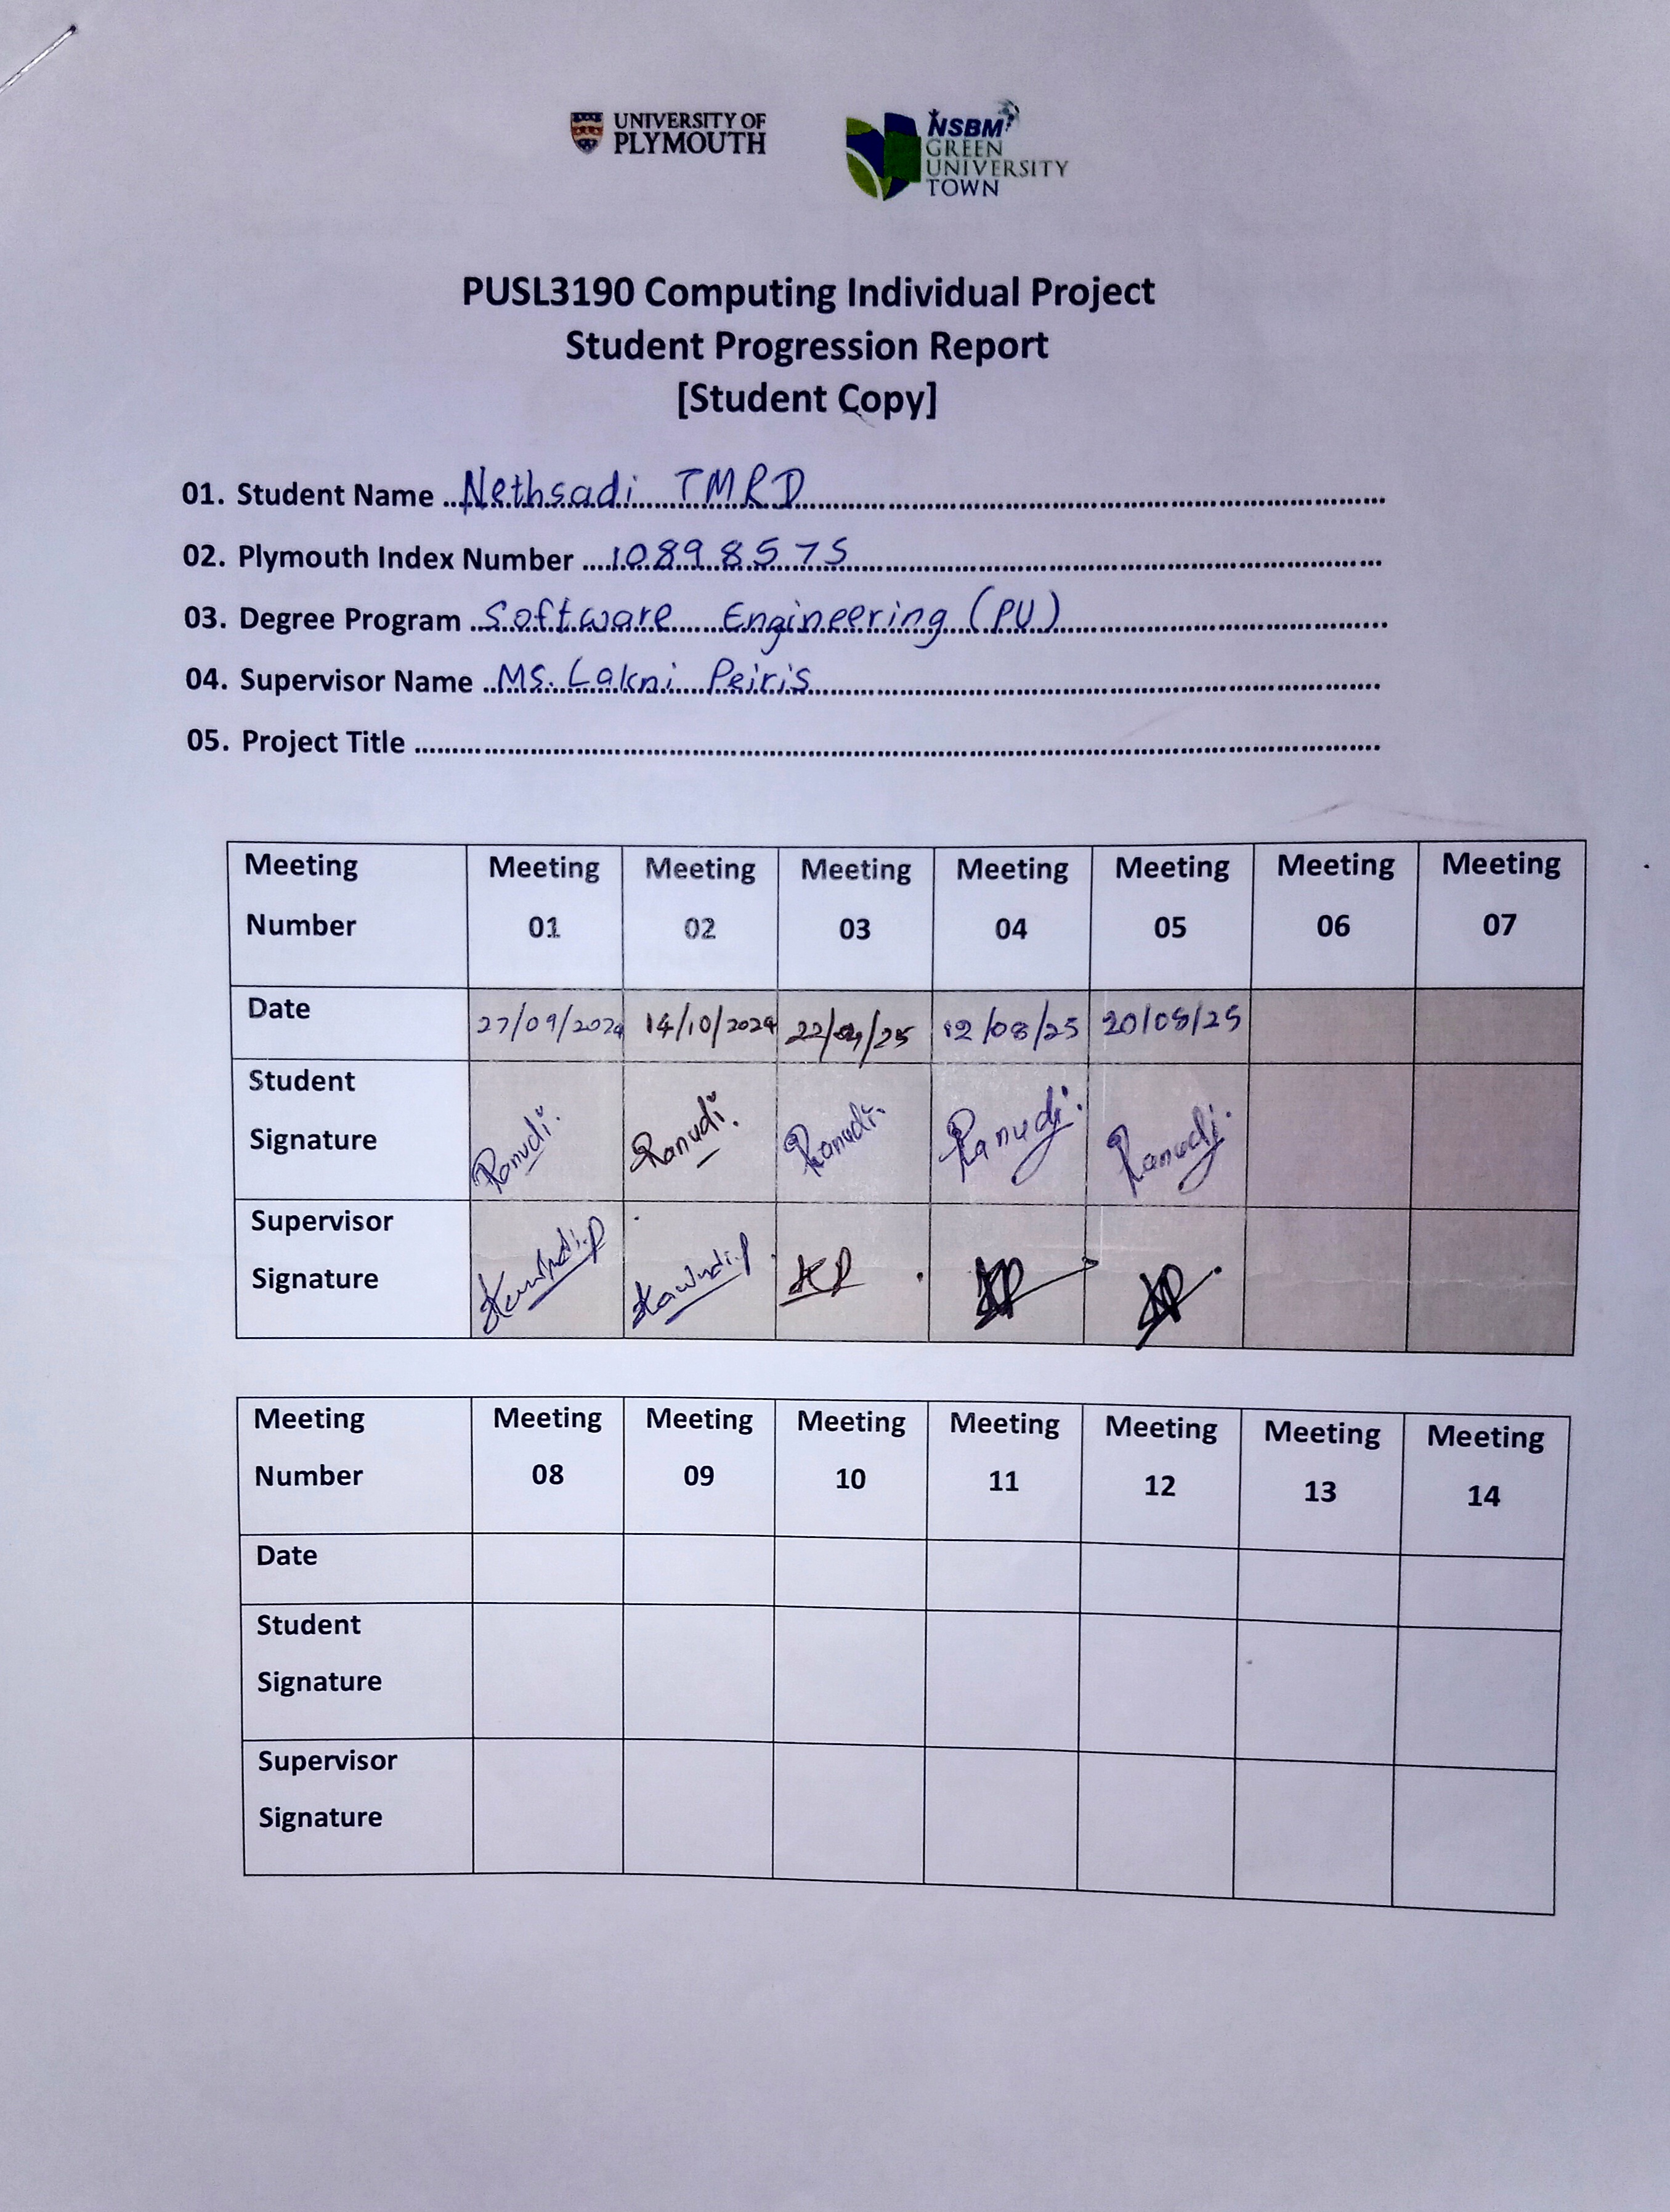 UNIVERSITY OF
PLYMOUTH
NSBM
GREEN
UNIVERSITY
TOWN
PUSL3190 Computing Individual Project
Student Progression Report
[Student Copy]
01. Student Name ...Nethsadi TMRD...
02. Plymouth Index Number ...10898575...
03. Degree Program ...Software Engineering (PU)...
04. Supervisor Name ...Ms. Lakni Peiris...
05. Project Title ...
Meeting Number Meeting 01 Meeting 02 Meeting 03 Meeting 04 Meeting 05 Meeting 06 Meeting 07
Date 27/09/2024 14/10/2024 22/04/25 12/08/25 20/08/25
Student Signature Ranudi. Ranudi. Ranudi. Ranudi. Ranudi.
Supervisor Signature
Meeting Number Meeting 08 Meeting 09 Meeting 10 Meeting 11 Meeting 12 Meeting 13 Meeting 14
Date
Student Signature
Supervisor Signature